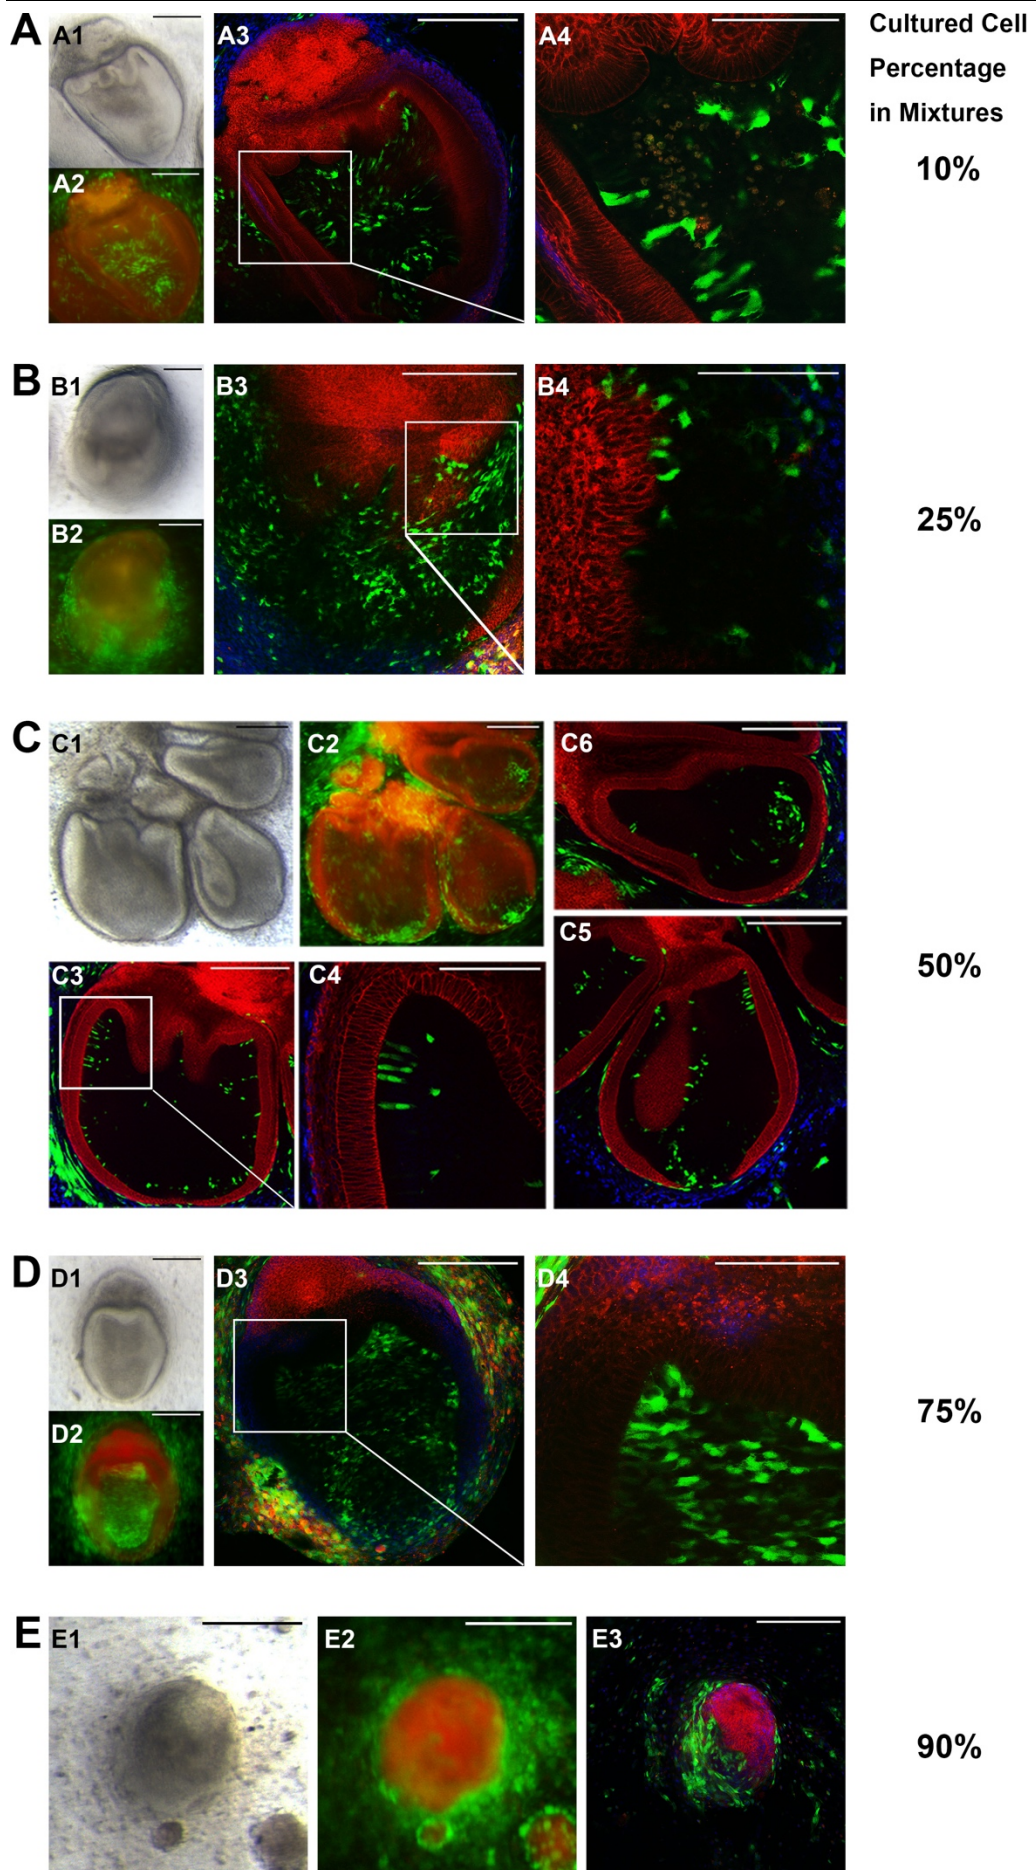 A
A1
A2
A3
A4
Cultured Cell
Percentage
in Mixtures
10%
B
B1
B2
B3
B4
25%
C
C1
C2
C6
C3
C4
C5
50%
D
D1
D2
D3
D4
75%
E
E1
E2
E3
90%